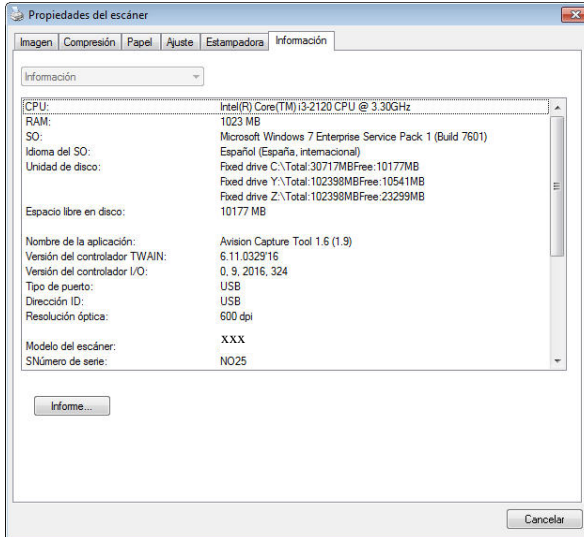 Propiedades del escáner
Imagen Compresión Papel Ajuste Estampadora Información
Información
CPU: Intel(R) Core(TM) i3-2120 CPU @ 3.30GHz
RAM: 1023 MB
SO: Microsoft Windows 7 Enterprise Service Pack 1 (Build 7601)
Idioma del SO: Español (España, internacional)
Unidad de disco: Fixed drive C:\Total:30717MBFree:10177MB
Fixed drive Y:\Total:102398MBFree:10541MB
Fixed drive Z:\Total:102398MBFree:23299MB
Espacio libre en disco: 10177 MB
Nombre de la aplicación: Avision Capture Tool 1.6 (1.9)
Versión del controlador TWAIN: 6.11.0329'16
Versión del controlador I/O: 0, 9, 2016, 324
Tipo de puerto: USB
Dirección ID: USB
Resolución óptica: 600 dpi
Modelo del escáner: xxx
SNúmero de serie: NO25
Informe...
Cancelar